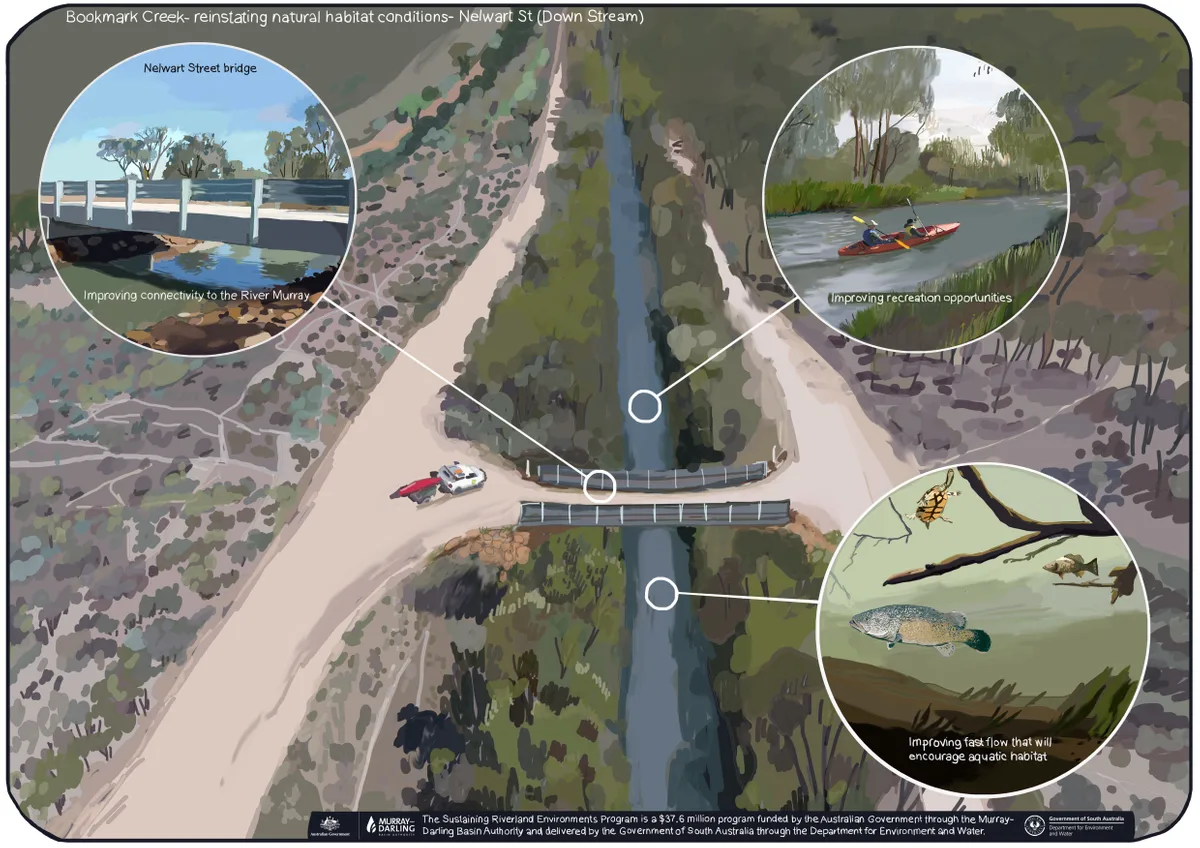 Bookmark Creek- reinstating natural habitat conditions- Nelwart St (Down Stream)
Nelwart Street bridge
Improving connectivity to the River Murray
Improving recreation opportunities
Improving fast flow that will
encourage aquatic habitat
Australian Government
MURRAY–
DARLING
BASIN AUTHORITY
The Sustaining Riverland Environments Program is a $37.6 million program funded by the Australian Government through the Murray-
Darling Basin Authority and delivered by the Government of South Australia through the Department for Environment and Water.
Government of South Australia
Department for Environment
and Water